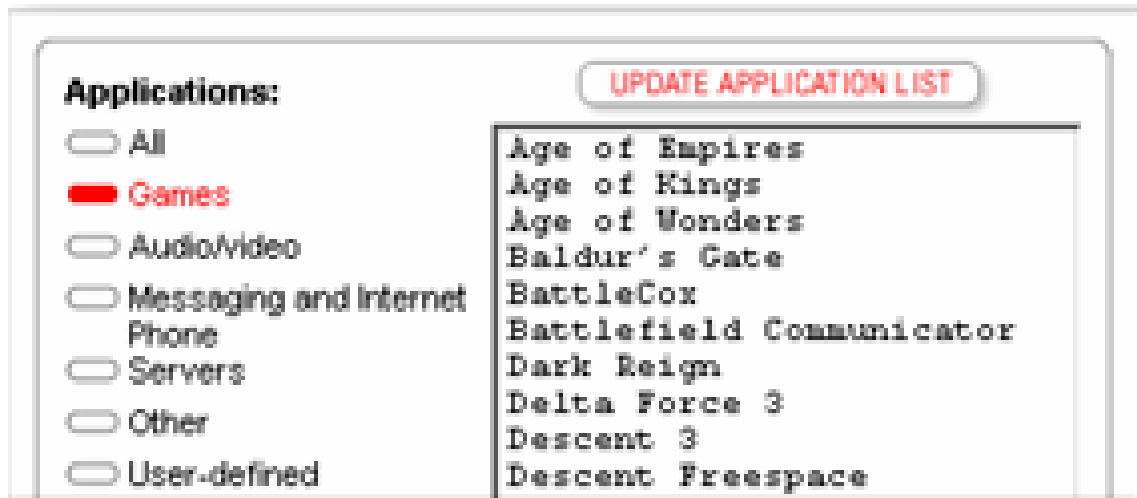 Applications:
All
Games
Audio/video
Messaging and Internet
Phone
Servers
Other
User-defined
UPDATE APPLICATION LIST
Age of Empires
Age of Kings
Age of Wonders
Baldur's Gate
BattleCox
Battlefield Communicator
Dark Reign
Delta Force 3
Descent 3
Descent Freespace